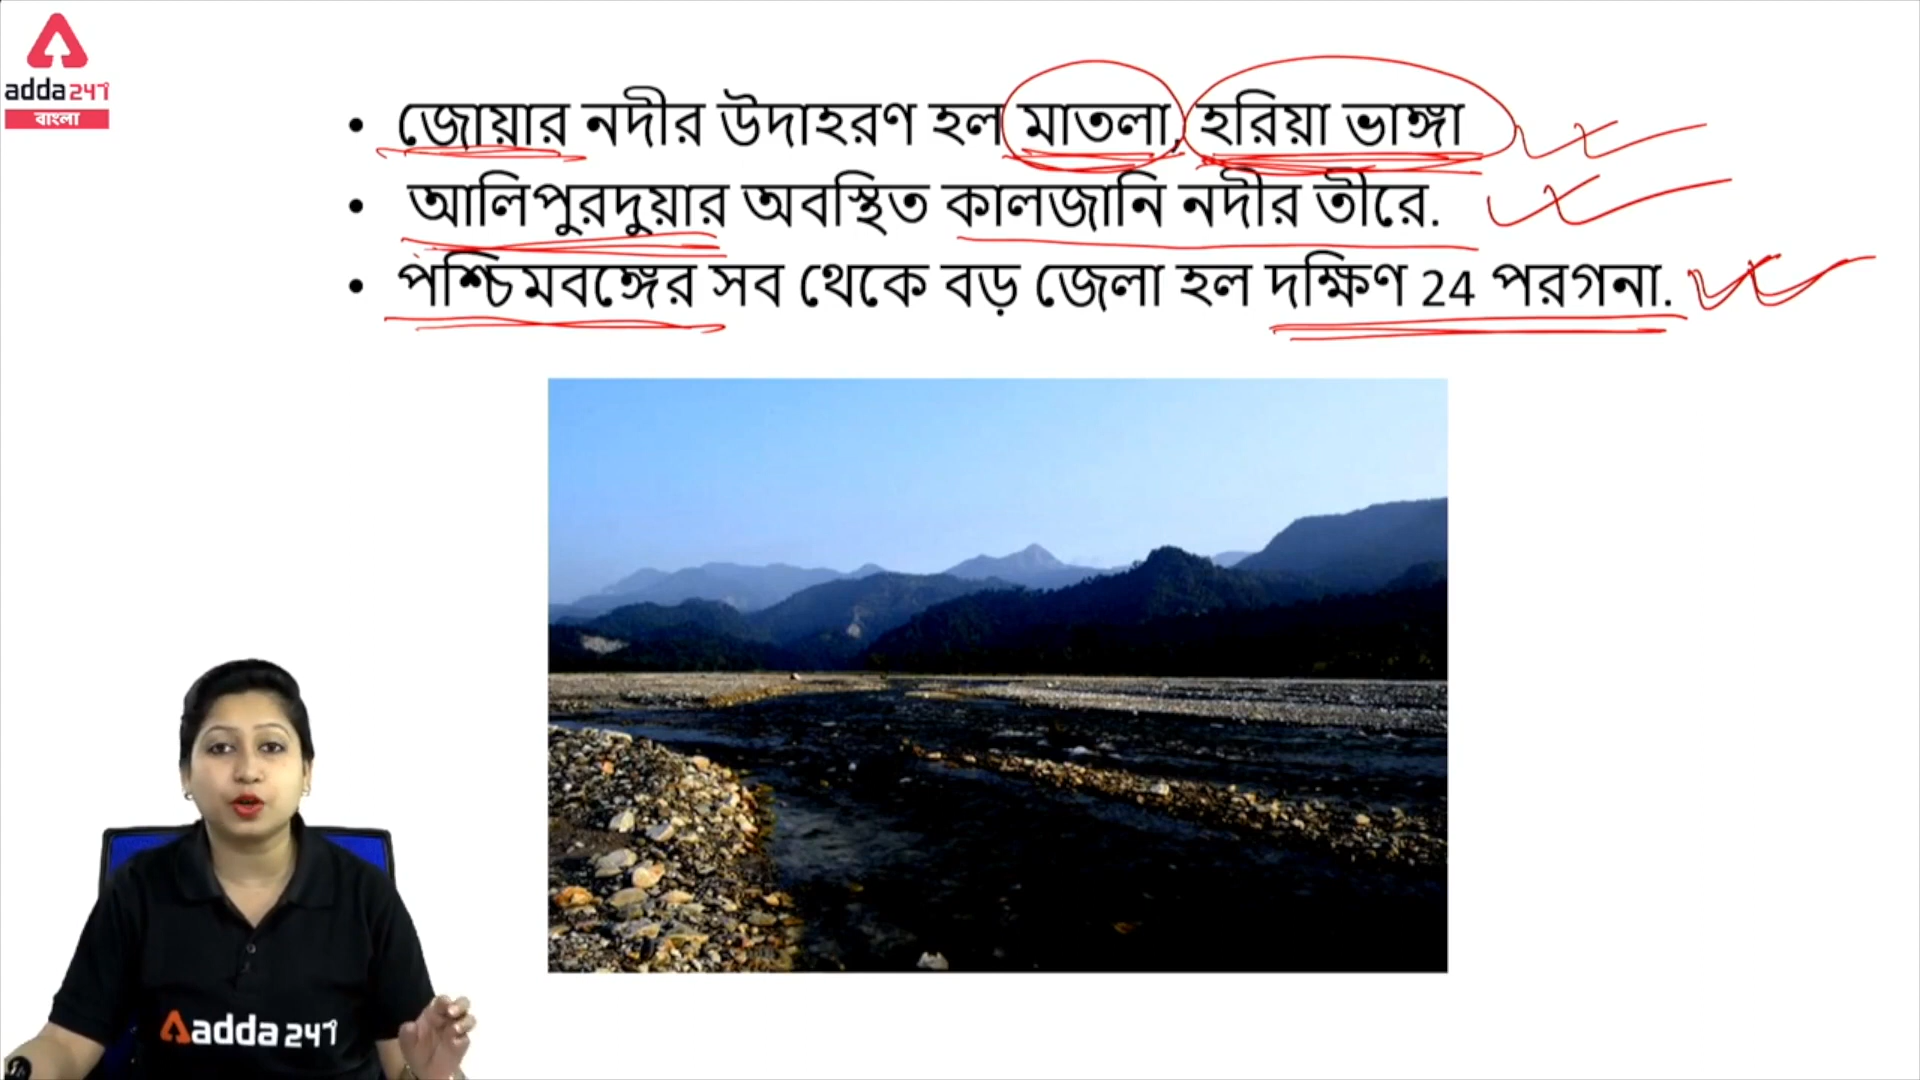 adda247
বাংলা
• জোয়ার নদীর উদাহরণ হল মাতলা, হরিয়া ভাঙ্গা
• আলিপুরদুয়ার অবস্থিত কালজানি নদীর তীরে.
• পশ্চিমবঙ্গের সব থেকে বড় জেলা হল দক্ষিণ 24 পরগনা.
adda247